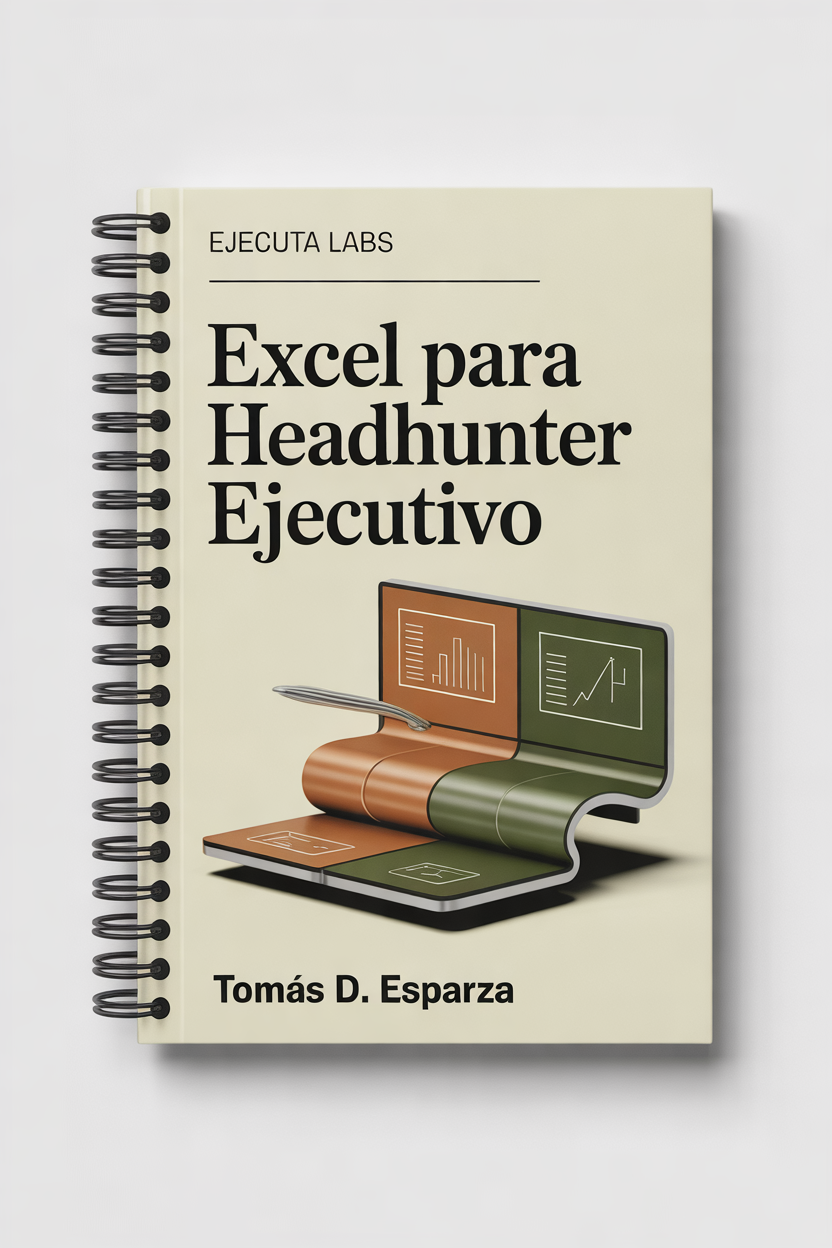 EJECUTA LABS
Excel para
Headhunter
Ejecutivo
Tomás D. Esparza